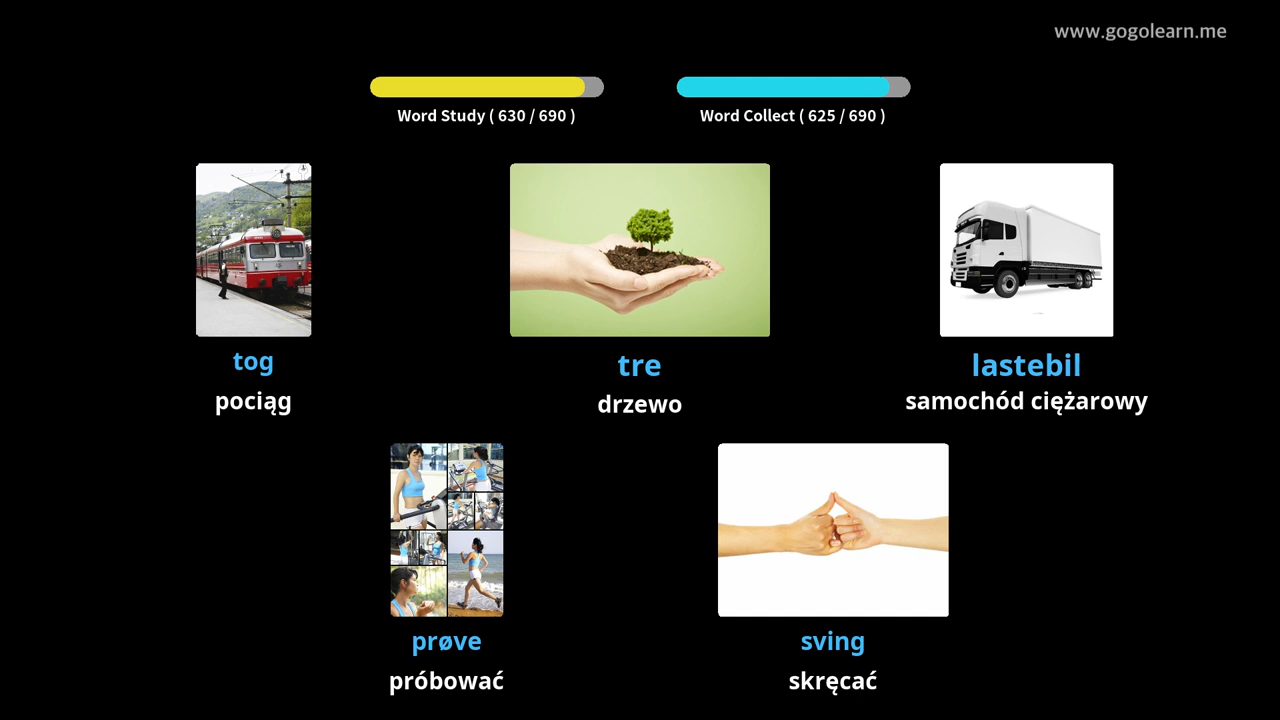 www.gogolearn.me
Word Study ( 630 / 690 )
Word Collect ( 625 / 690 )
tog
pociąg
tre
drzewo
lastebil
samochód ciężarowy
prøve
próbować
sving
skręcać